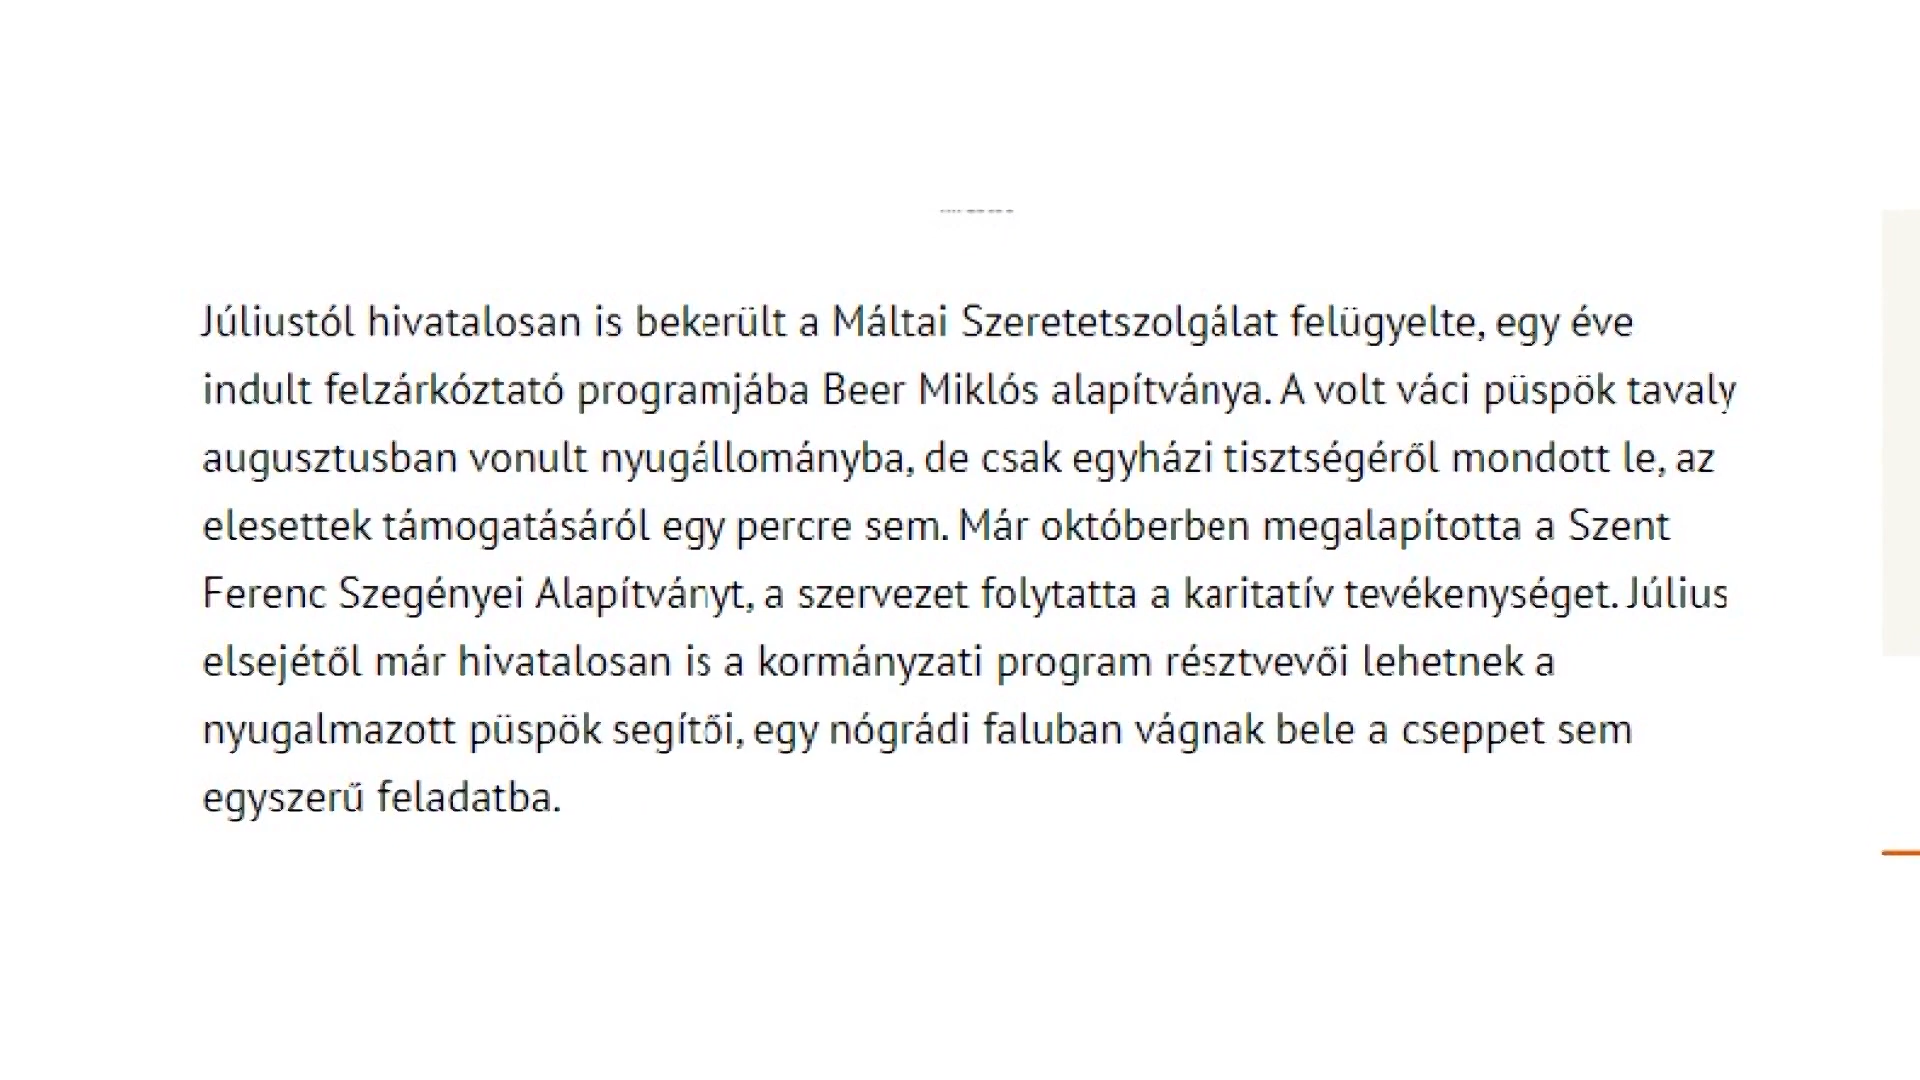 Júliustól hivatalosan is bekerült a Máltai Szeretetszolgálat felügyelte, egy éve
indult felzárkóztató programjába Beer Miklós alapítványa. A volt váci püspök tavaly
augusztusban vonult nyugállományba, de csak egyházi tisztségéről mondott le, az
elesettek támogatásáról egy percre sem. Már októberben megalapította a Szent
Ferenc Szegényei Alapítványt, a szervezet folytatta a karitatív tevékenységet. Július
elsejétől már hivatalosan is a kormányzati program résztvevői lehetnek a
nyugalmazott püspök segítői, egy nógrádi faluban vágnak bele a cseppet sem
egyszerű feladatba.